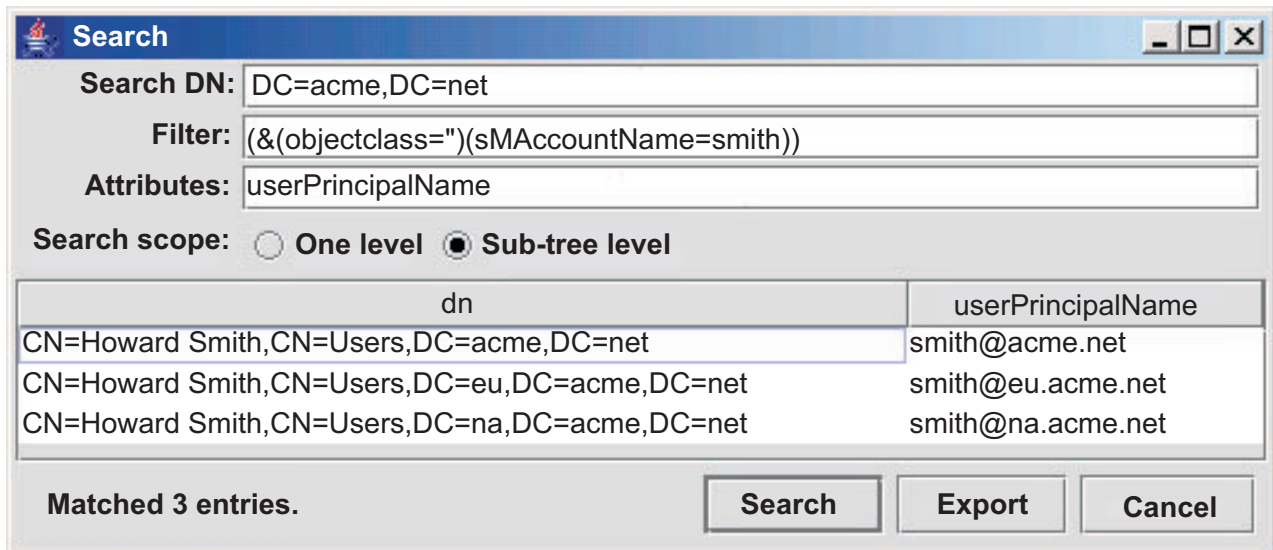 Search
Search DN: DC=acme,DC=net
Filter: (&(objectclass=")(sMAccountName=smith))
Attributes: userPrincipalName
Search scope: One level Sub-tree level
dn userPrincipalName
CN=Howard Smith,CN=Users,DC=acme,DC=net smith@acme.net
CN=Howard Smith,CN=Users,DC=eu,DC=acme,DC=net smith@eu.acme.net
CN=Howard Smith,CN=Users,DC=na,DC=acme,DC=net smith@na.acme.net
Matched 3 entries. Search Export Cancel